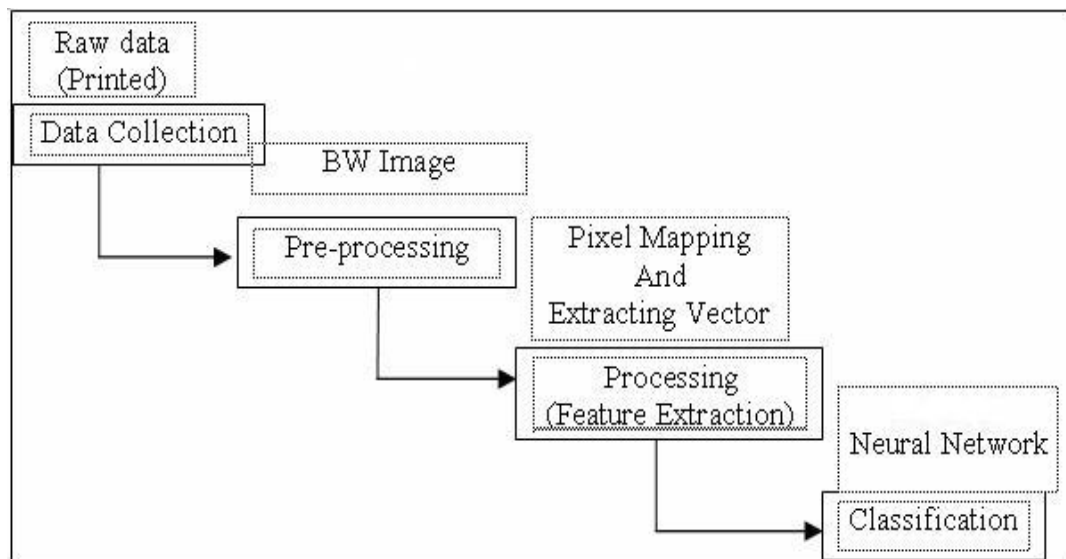 Raw data
(Printed)
Data Collection
BW Image
Pre-processing
Pixel Mapping
And
Extracting Vector
Processing
(Feature Extraction)
Neural Network
Classification